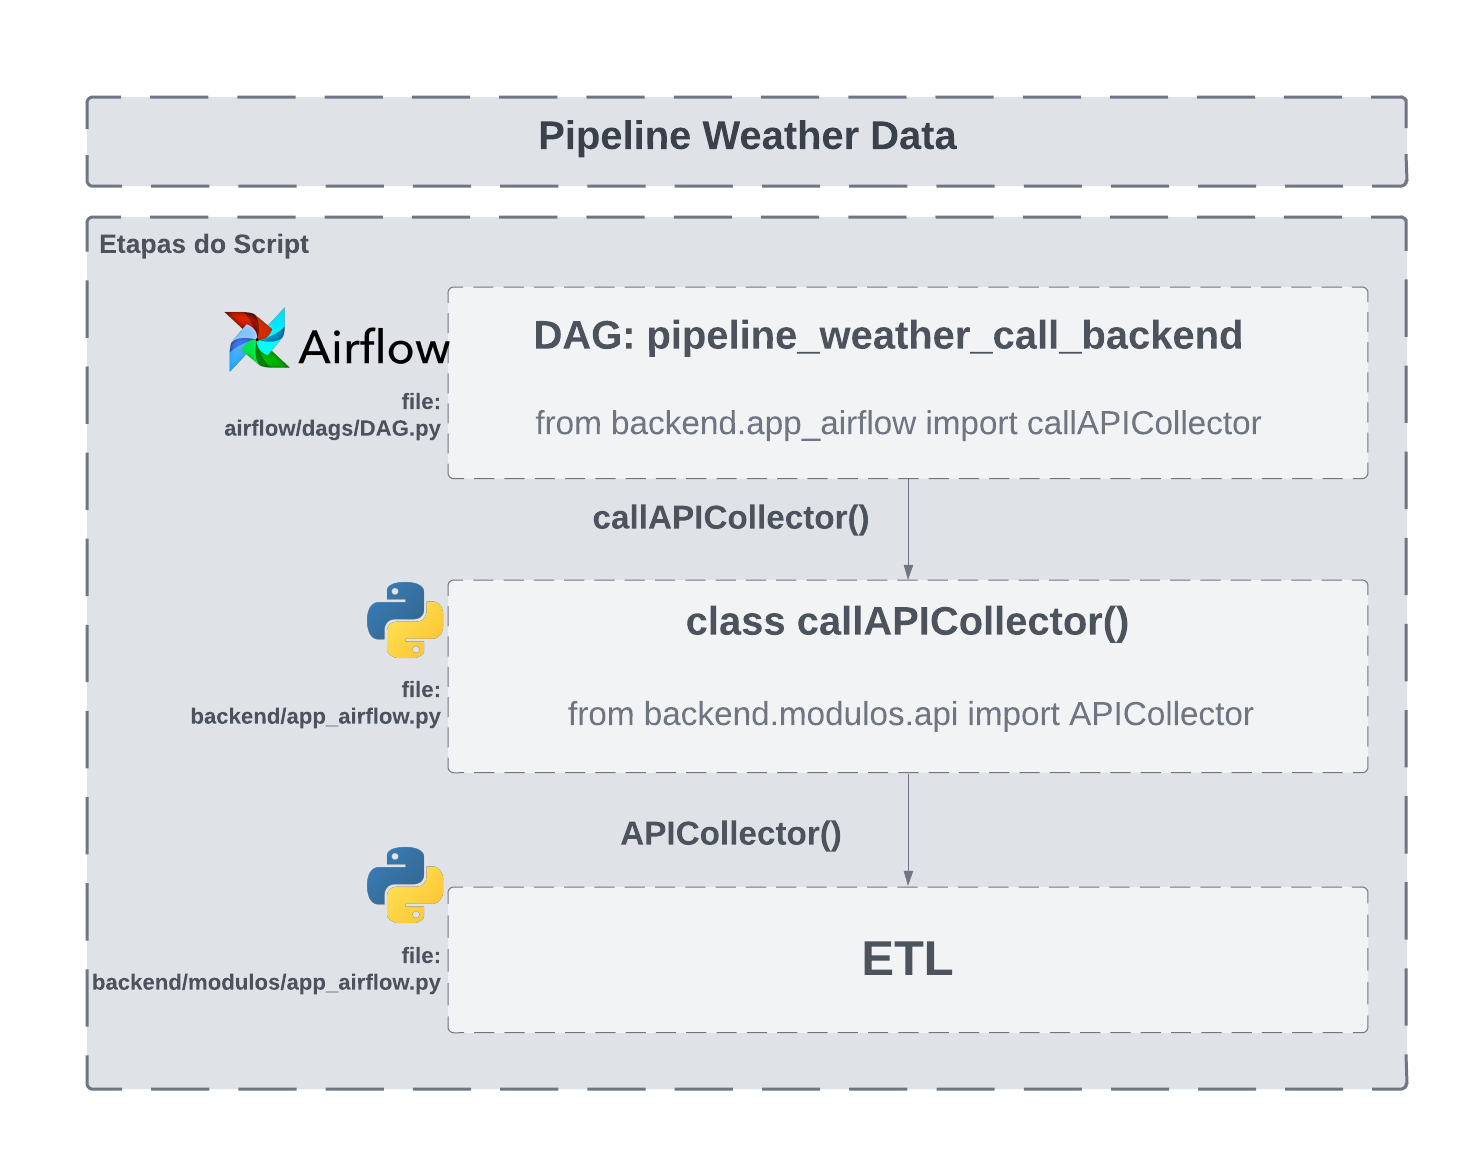 Pipeline Weather Data
Etapas do Script
Airflow
DAG: pipeline_weather_call_backend
file:
airflow/dags/DAG.py
from backend.app_airflow import callAPICollector
callAPICollector()
class callAPICollector()
file:
backend/app_airflow.py
from backend.modulos.api import APICollector
APICollector()
file:
backend/modulos/app_airflow.py
ETL